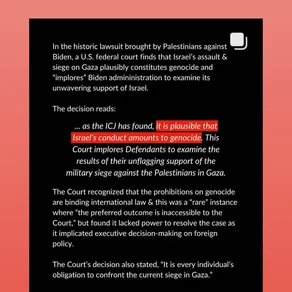 In the historic lawsuit brought by Palestinians against
Biden, a U.S. federal court finds that Israel's assault &
siege on Gaza plausibly constitutes genocide and
"implores" Biden admininistration to examine its
unwavering support of Israel.
The decision reads:
... as the ICJ has found, it is plausible that
Israel's conduct amounts to genocide. This
Court implores Defendants to examine the
results of their unflagging support of the
military siege against the Palestinians in Gaza.
The Court recognized that the prohibitions on genocide
are binding international law & this was a "rare" instance
where "the preferred outcome is inaccessible to the
Court," but found it lacked power to resolve the case as
it implicated executive decision-making on foreign
policy.
The Court's decision also stated, "It is every individual's
obligation to confront the current siege in Gaza."